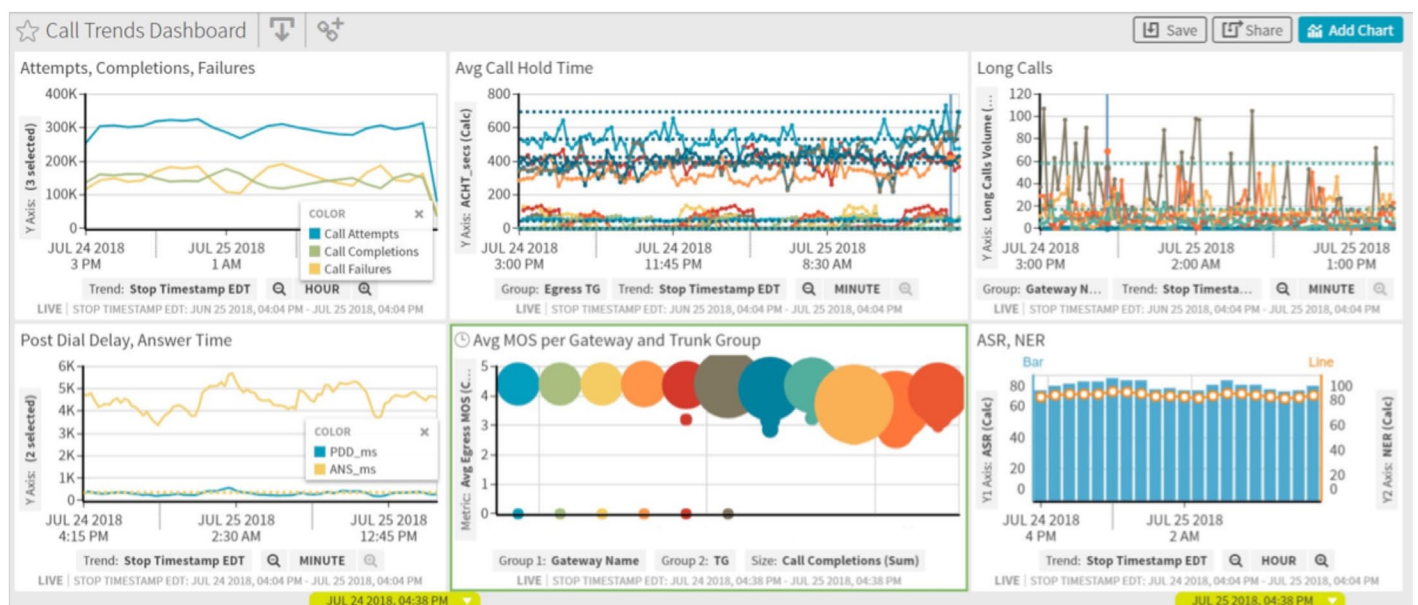 Call Trends Dashboard
Save
Share
Add Chart
Attempts, Completions, Failures
Y Axis: (3 selected)
400K
300K
200K
100K
0
JUL 24 2018 JUL 25 2018
3 PM 1 AM
COLOR ×
Call Attempts
Call Completions
Call Failures
Trend: Stop Timestamp EDT HOUR
LIVE | STOP TIMESTAMP EDT: JUN 25 2018, 04:04 PM - JUL 25 2018, 04:04 PM
Avg Call Hold Time
Y Axis: ACHT_secs (Calc)
800
600
400
200
0
JUL 24 2018 JUL 24 2018 JUL 25 2018
3:00 PM 11:45 PM 8:30 AM
Group: Egress TG Trend: Stop Timestamp EDT MINUTE
LIVE | STOP TIMESTAMP EDT: JUN 25 2018, 04:04 PM - JUL 25 2018, 04:04 PM
Long Calls
Y Axis: Long Calls Volume (...
120
100
80
60
40
20
0
JUL 24 2018 JUL 25 2018 JUL 25 2018
3:00 PM 2:00 AM 1:00 PM
Group: Gateway N... Trend: Stop Timesta... MINUTE
LIVE | STOP TIMESTAMP EDT: JUN 25 2018, 04:04 PM - JUL 25 2018, 04:04 PM
Post Dial Delay, Answer Time
Y Axis: (2 selected)
6K
5K
4K
3K
2K
1K
0
JUL 24 2018 JUL 25 2018 JUL 25 2018
4:15 PM 2:30 AM 12:45 PM
COLOR ×
PDD_ms
ANS_ms
Trend: Stop Timestamp EDT MINUTE
LIVE | STOP TIMESTAMP EDT: JUL 24 2018, 04:04 PM - JUL 25 2018, 04:04 PM
Avg MOS per Gateway and Trunk Group
Metric: Avg Egress MOS (C...
5
4
3
2
1
0
Group 1: Gateway Name Group 2: TG Size: Call Completions (Sum)
LIVE | STOP TIMESTAMP EDT: JUL 24 2018, 04:38 PM - JUL 25 2018, 04:38 PM
ASR, NER
Bar Line
Y1 Axis: ASR (Calc)
80
60
40
20
0
100
80
60
40
20
0
Y2 Axis: NER (Calc)
JUL 24 2018 JUL 25 2018
4 PM 2 AM
Trend: Stop Timestamp EDT HOUR
LIVE | STOP TIMESTAMP EDT: JUL 24 2018, 04:04 PM - JUL 25 2018, 04:04 PM
JUL 24 2018, 04:38 PM
JUL 25 2018, 04:38 PM